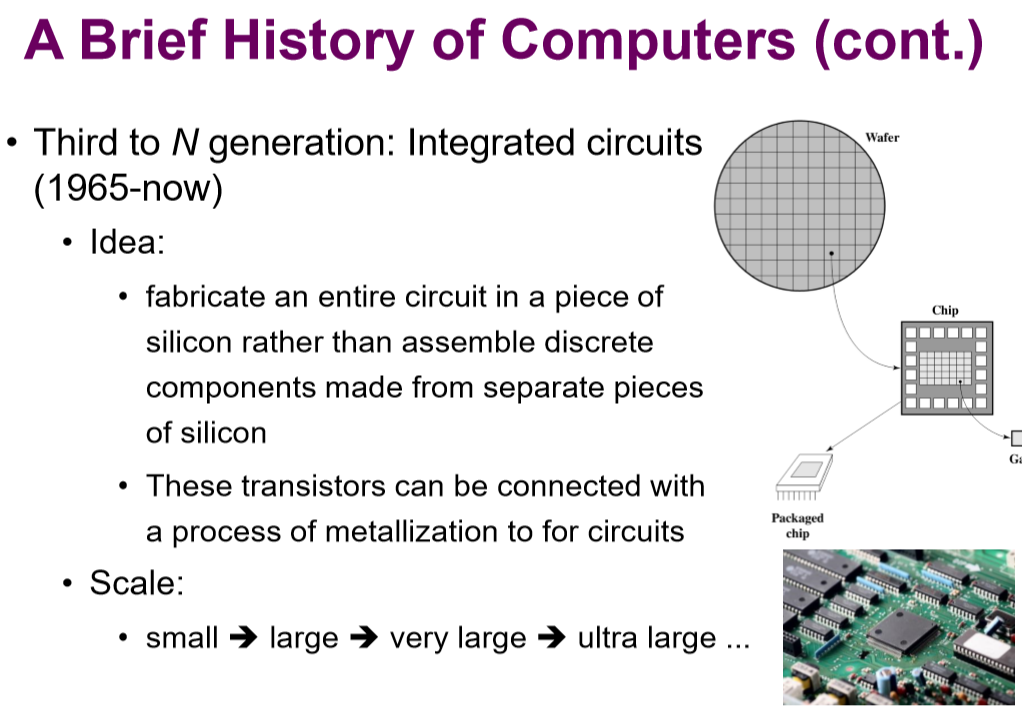 A Brief History of Computers (cont.)
• Third to N generation: Integrated circuits
(1965-now)
• Idea:
• fabricate an entire circuit in a piece of
silicon rather than assemble discrete
components made from separate pieces
of silicon
• These transistors can be connected with
a process of metallization to for circuits
• Scale:
• small ➔ large ➔ very large ➔ ultra large ...
Wafer
Chip
Packaged
chip